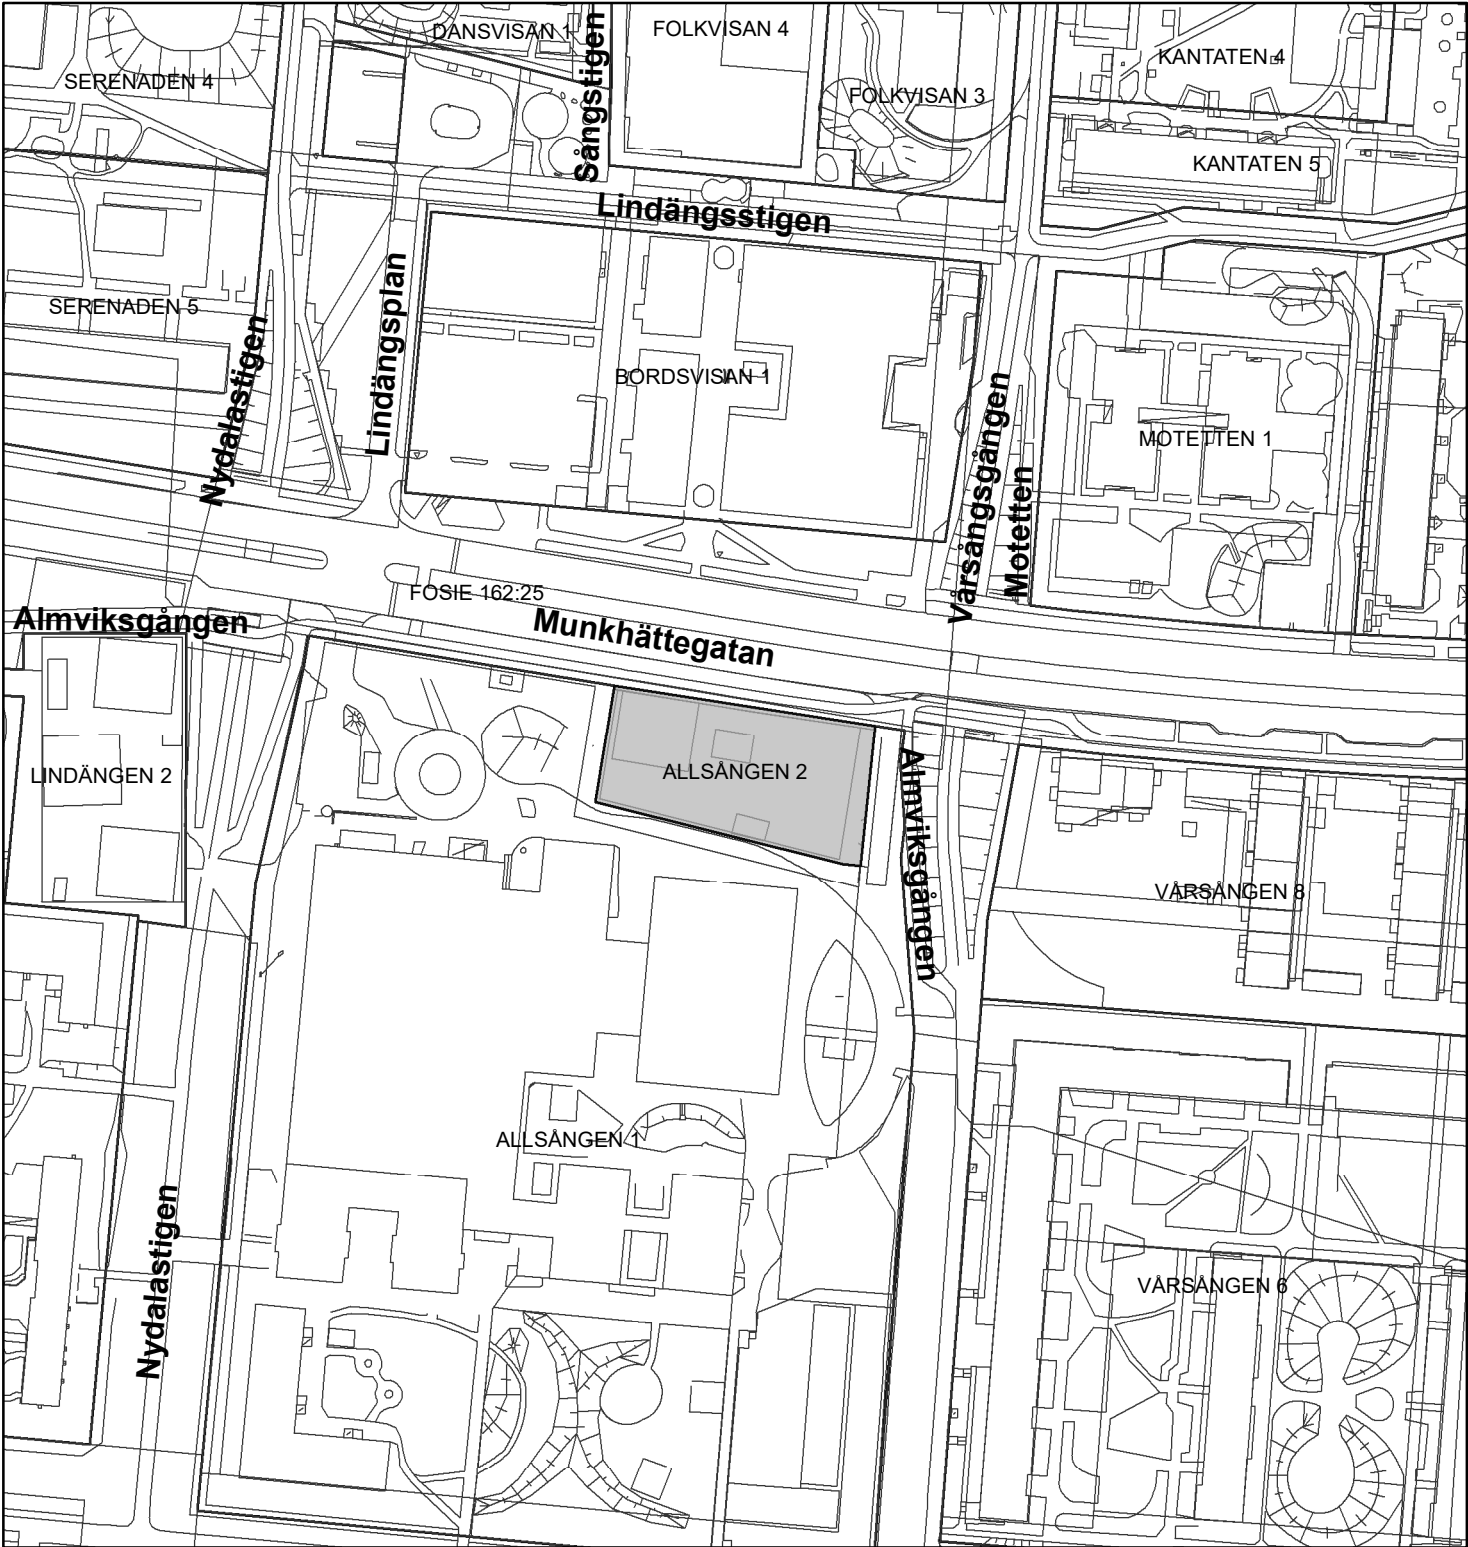 DANSVISAN 1
FOLKVISAN 4
KANTATEN 4
SERENADEN 4
Sångstigen
FOLKVISAN 3
KANTATEN 5
Lindängsstigen
SERENADEN 5
Nydalastigen
Lindängsplan
BORDSVISAN 1
Vårsångsgången
Motetten
MOTETTEN 1
FOSIE 162:25
Almviksgången
Munkhättegatan
LINDÄNGEN 2
ALLSÅNGEN 2
Almviksgången
VÅRSÅNGEN 8
ALLSÅNGEN 1
Nydalastigen
VÅRSÅNGEN 6